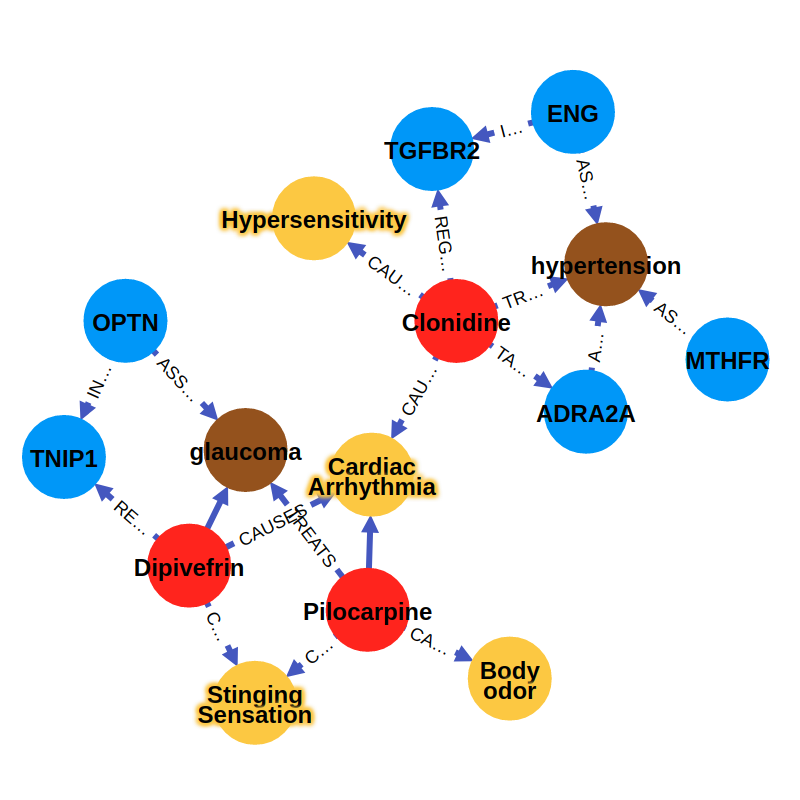 ENG
I...
TGFBR2
AS...
Hypersensitivity
REG...
hypertension
CAU...
TR...
AS...
OPTN
Clonidine
MTHFR
ASS...
TA...
A...
IN...
CAU...
ADRA2A
TNIP1
glaucoma
Cardiac
Arrhythmia
RE...
CAUSES
REATS
Dipivefrin
Pilocarpine
C...
C...
CA...
Body
odor
Stinging
Sensation